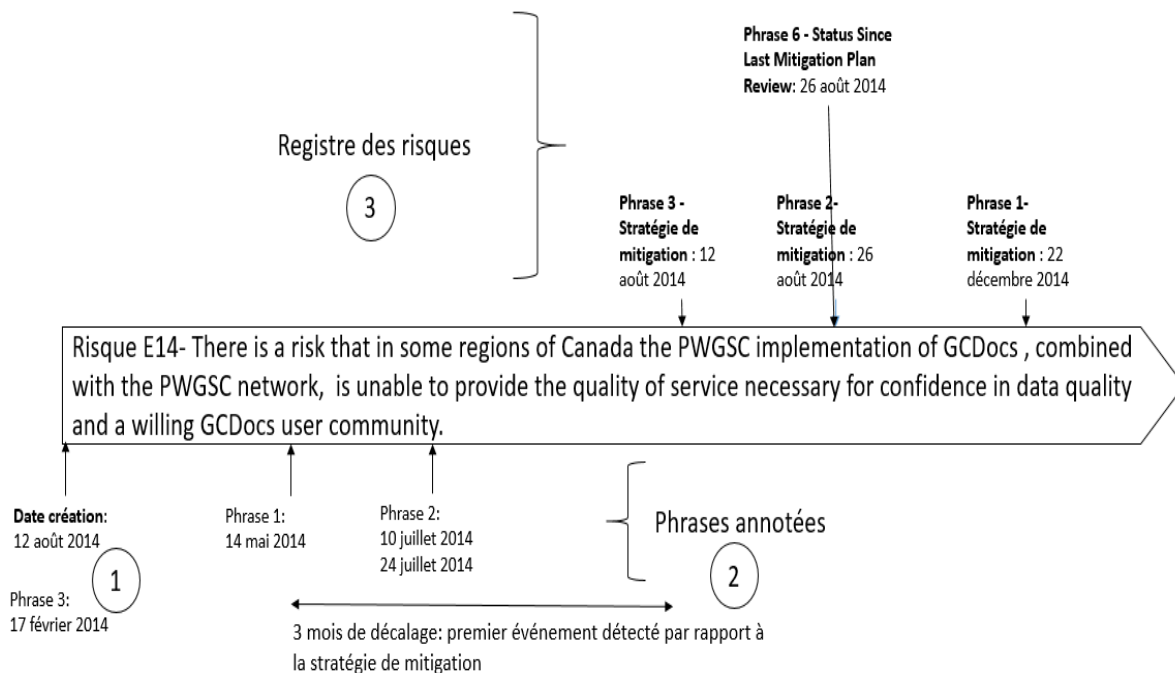 Phrase 6 - Status Since
Last Mitigation Plan
Review: 26 août 2014
Registre des risques
3
Phrase 3 -
Stratégie de
mitigation : 12
août 2014
Phrase 2-
Stratégie de
mitigation : 26
août 2014
Phrase 1-
Stratégie de
mitigation : 22
décembre 2014
Risque E14- There is a risk that in some regions of Canada the PWGSC implementation of GCDocs , combined
with the PWGSC network, is unable to provide the quality of service necessary for confidence in data quality
and a willing GCDocs user community.
Date création:
12 août 2014
1
Phrase 3:
17 février 2014
Phrase 1:
14 mai 2014
Phrase 2:
10 juillet 2014
24 juillet 2014
Phrases annotées
2
3 mois de décalage: premier événement détecté par rapport à
la stratégie de mitigation